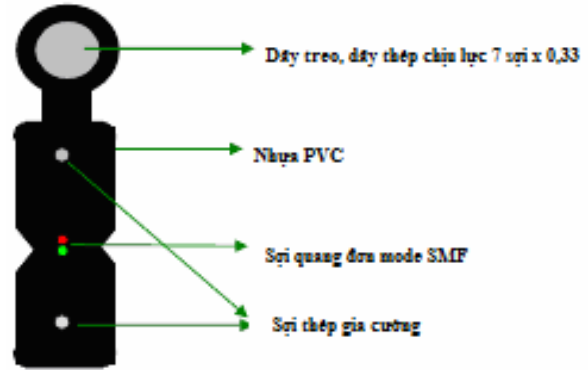 Dây treo, dây thép chịu lực 7 sợi x 0,33
Nhựa PVC
Sợi quang đơn mode SMF
Sợi thép gia cường